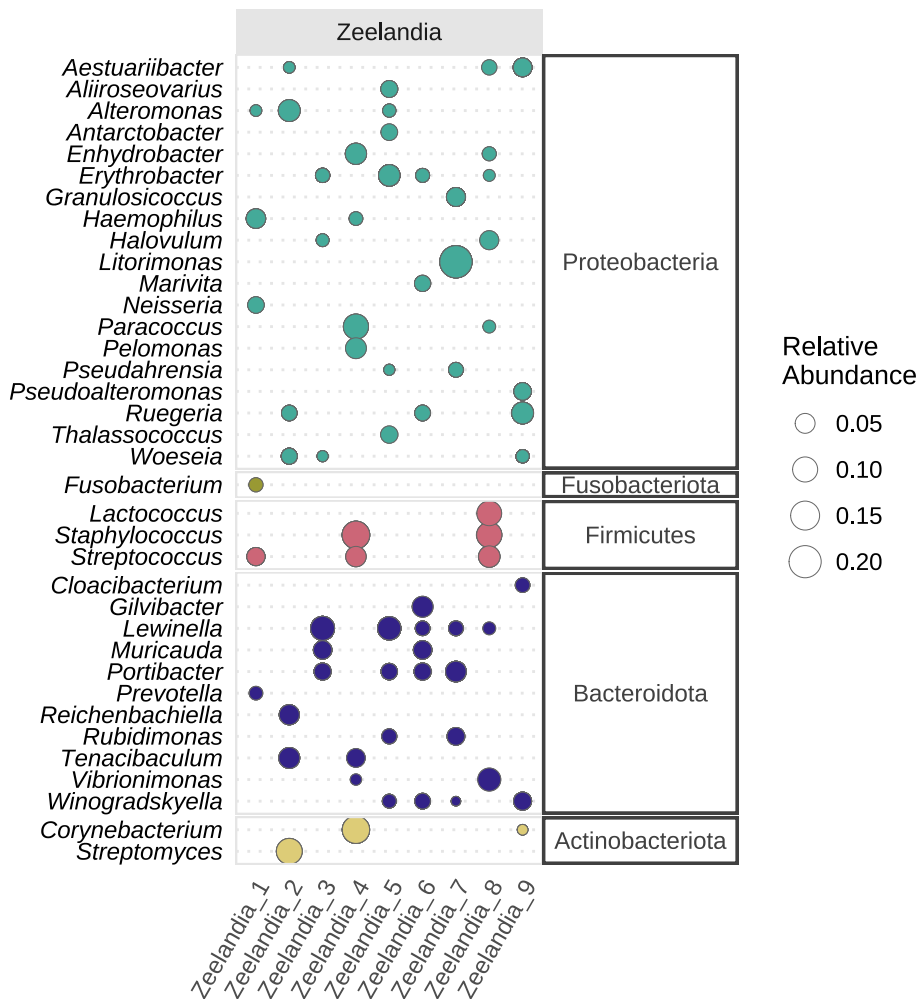 Zeelandia
Aestuariibacter
Aliiroseovarius
Alteromonas
Antarctobacter
Enhydrobacter
Erythrobacter
Granulosicoccus
Haemophilus
Halovulum
Litorimonas
Marivita
Neisseria
Paracoccus
Pelomonas
Pseudahrensia
Pseudoalteromonas
Ruegeria
Thalassococcus
Woeseia
Proteobacteria
Fusobacterium
Fusobacteriota
Lactococcus
Staphylococcus
Streptococcus
Firmicutes
Cloacibacterium
Gilvibacter
Lewinella
Muricauda
Portibacter
Prevotella
Reichenbachiella
Rubidimonas
Tenacibaculum
Vibrionimonas
Winogradskyella
Bacteroidota
Corynebacterium
Streptomyces
Actinobacteriota
Zeelandia_1
Zeelandia_2
Zeelandia_3
Zeelandia_4
Zeelandia_5
Zeelandia_6
Zeelandia_7
Zeelandia_8
Zeelandia_9
Relative
Abundance
0.05
0.10
0.15
0.20